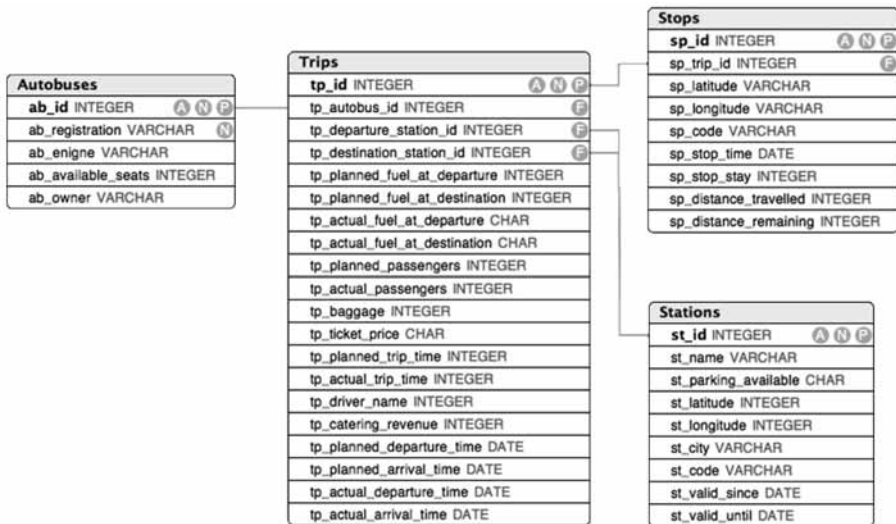 Autobuses
ab_id INTEGER A N P
ab_registration VARCHAR N
ab_enigne VARCHAR
ab_available_seats INTEGER
ab_owner VARCHAR
Trips
tp_id INTEGER A N P
tp_autobus_id INTEGER F
tp_departure_station_id INTEGER F
tp_destination_station_id INTEGER F
tp_planned_fuel_at_departure INTEGER
tp_planned_fuel_at_destination INTEGER
tp_actual_fuel_at_departure CHAR
tp_actual_fuel_at_destination CHAR
tp_planned_passengers INTEGER
tp_actual_passengers INTEGER
tp_baggage INTEGER
tp_ticket_price CHAR
tp_planned_trip_time INTEGER
tp_actual_trip_time INTEGER
tp_driver_name INTEGER
tp_catering_revenue INTEGER
tp_planned_departure_time DATE
tp_planned_arrival_time DATE
tp_actual_departure_time DATE
tp_actual_arrival_time DATE
Stops
sp_id INTEGER A N P
sp_trip_id INTEGER F
sp_latitude VARCHAR
sp_longitude VARCHAR
sp_code VARCHAR
sp_stop_time DATE
sp_stop_stay INTEGER
sp_distance_travelled INTEGER
sp_distance_remaining INTEGER
Stations
st_id INTEGER A N P
st_name VARCHAR
st_parking_available CHAR
st_latitude INTEGER
st_longitude INTEGER
st_city VARCHAR
st_code VARCHAR
st_valid_since DATE
st_valid_until DATE